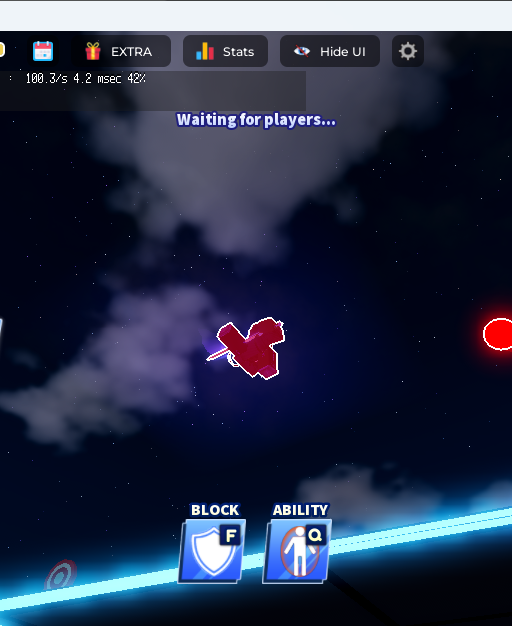 EXTRA Stats Hide UI
: 100.3/s 4.2 msec 42%
Waiting for players...
BLOCK ABILITY
F Q